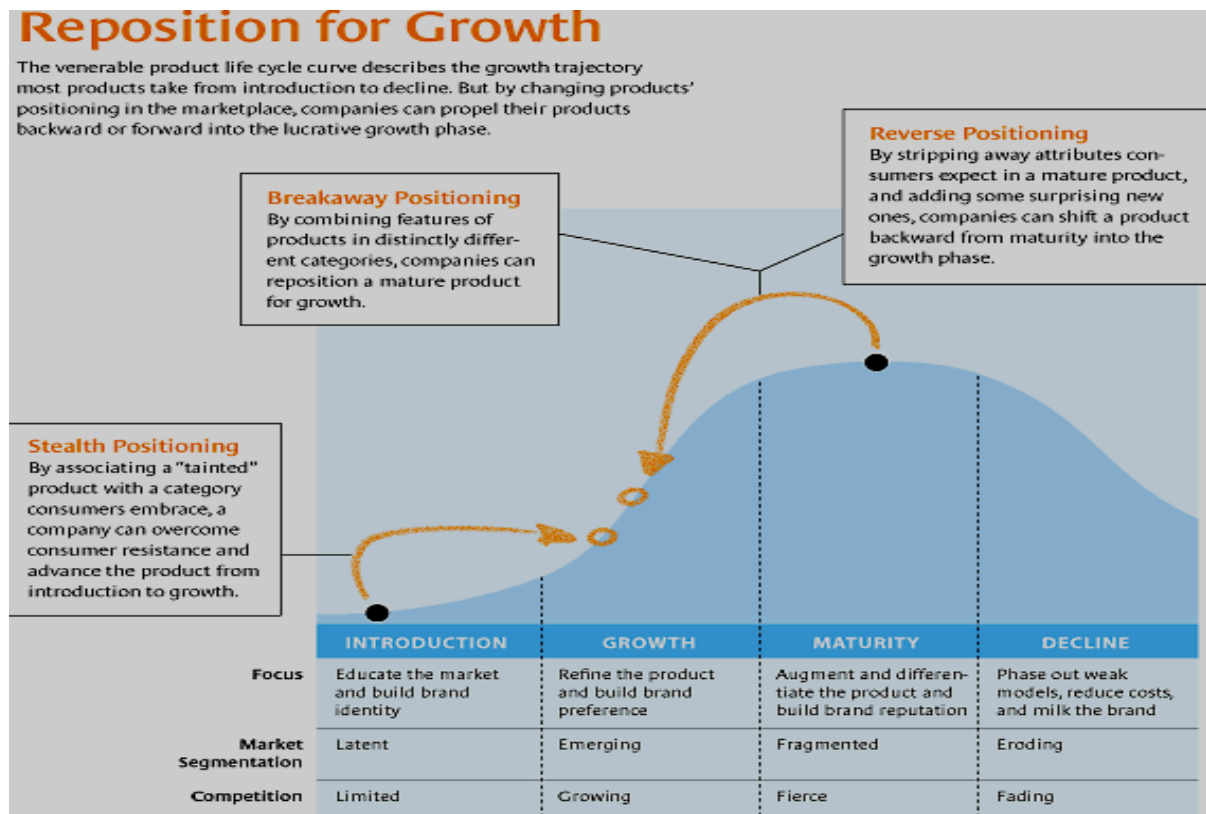 Reposition for Growth
The venerable product life cycle curve describes the growth trajectory
most products take from introduction to decline. But by changing products'
positioning in the marketplace, companies can propel their products
backward or forward into the lucrative growth phase.
Reverse Positioning
By stripping away attributes con-
sumers expect in a mature product,
and adding some surprising new
ones, companies can shift a product
backward from maturity into the
growth phase.
Breakaway Positioning
By combining features of
products in distinctly differ-
ent categories, companies can
reposition a mature product
for growth.
Stealth Positioning
By associating a "tainted"
product with a category
consumers embrace, a
company can overcome
consumer resistance and
advance the product from
introduction to growth.
INTRODUCTION GROWTH MATURITY DECLINE
Focus Educate the market Refine the product Augment and differen- Phase out weak
and build brand and build brand tiate the product and models, reduce costs,
identity preference build brand reputation and milk the brand
Market Latent Emerging Fragmented Eroding
Segmentation
Competition Limited Growing Fierce Fading